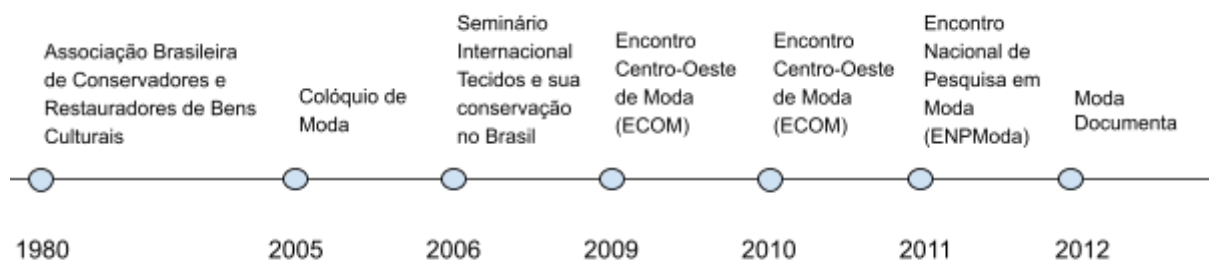 Associação Brasileira
de Conservadores e
Restauradores de Bens
Culturais
Colóquio de
Moda
Seminário
Internacional
Tecidos e sua
conservação
no Brasil
Encontro
Centro-Oeste
de Moda
(ECOM)
Encontro
Centro-Oeste
de Moda
(ECOM)
Encontro
Nacional de
Pesquisa em
Moda
(ENPModa)
Moda
Documenta
1980
2005
2006
2009
2010
2011
2012